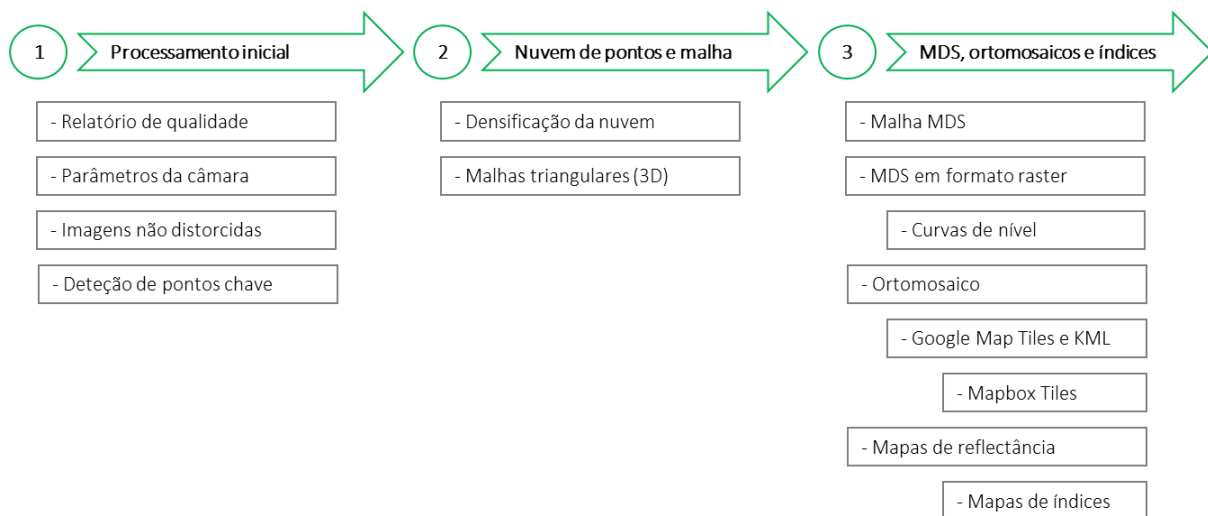 1
Processamento inicial
- Relatório de qualidade
- Parâmetros da câmara
- Imagens não distorcidas
- Deteção de pontos chave
2
Nuvem de pontos e malha
- Densificação da nuvem
- Malhas triangulares (3D)
3
MDS, ortomosaicos e índices
- Malha MDS
- MDS em formato raster
- Curvas de nível
- Ortomosaico
- Google Map Tiles e KML
- Mapbox Tiles
- Mapas de reflectância
- Mapas de índices